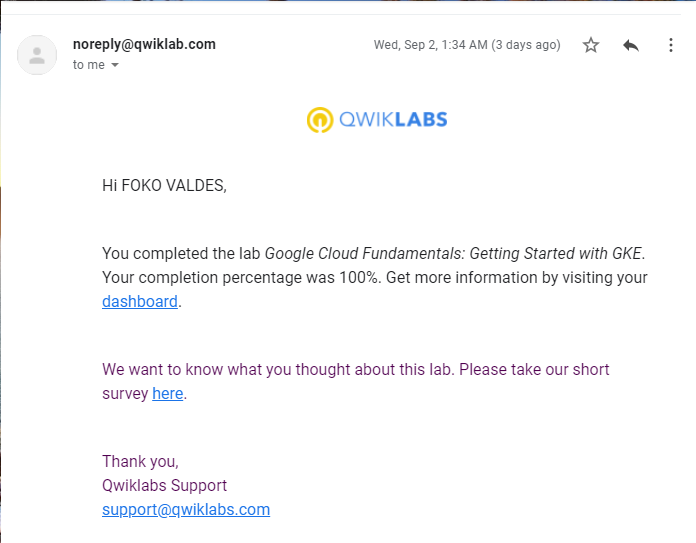 noreply@qwiklab.com
Wed, Sep 2, 1:34 AM (3 days ago)
to me
QWIKLABS
Hi FOKO VALDES,
You completed the lab Google Cloud Fundamentals: Getting Started with GKE.
Your completion percentage was 100%. Get more information by visiting your
dashboard.
We want to know what you thought about this lab. Please take our short
survey here.
Thank you,
Qwiklabs Support
support@qwiklabs.com